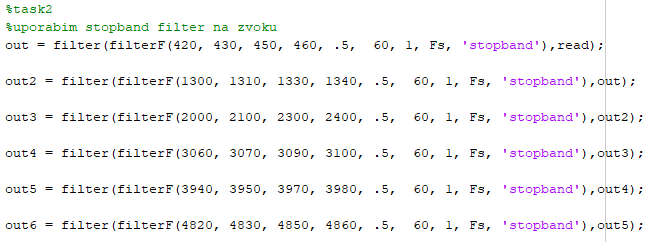 %task2
%uporabim stopband filter na zvoku
out = filter(filterF(420, 430, 450, 460, .5,  60, 1, Fs, 'stopband'),read);
out2 = filter(filterF(1300, 1310, 1330, 1340, .5,  60, 1, Fs, 'stopband'),out);
out3 = filter(filterF(2000, 2100, 2300, 2400, .5,  60, 1, Fs, 'stopband'),out2);
out4 = filter(filterF(3060, 3070, 3090, 3100, .5,  60, 1, Fs, 'stopband'),out3);
out5 = filter(filterF(3940, 3950, 3970, 3980, .5,  60, 1, Fs, 'stopband'),out4);
out6 = filter(filterF(4820, 4830, 4850, 4860, .5,  60, 1, Fs, 'stopband'),out5);